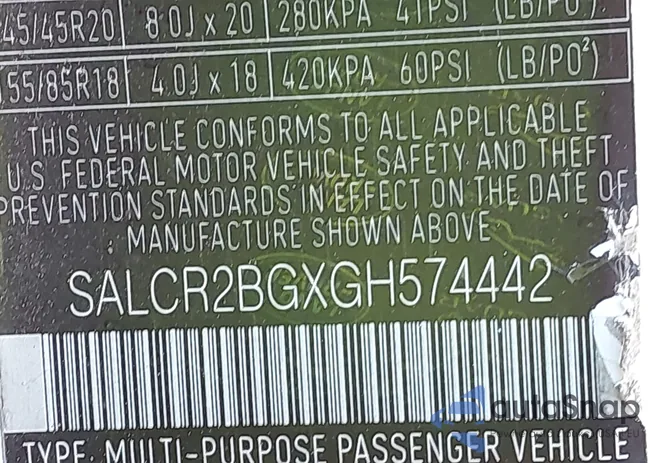 45/45R20 8.0J x 20 280KPA 41PSI (LB/PO²)
155/85R18 4.0J x 18 420KPA 60PSI (LB/PO²)
THIS VEHICLE CONFORMS TO ALL APPLICABLE
U.S FEDERAL MOTOR VEHICLE SAFETY AND THEFT
PREVENTION STANDARDS IN EFFECT ON THE DATE OF
MANUFACTURE SHOWN ABOVE
SALCR2BGXGH574442
autaSnap
TYPE: MULTI-PURPOSE PASSENGER VEHICLE